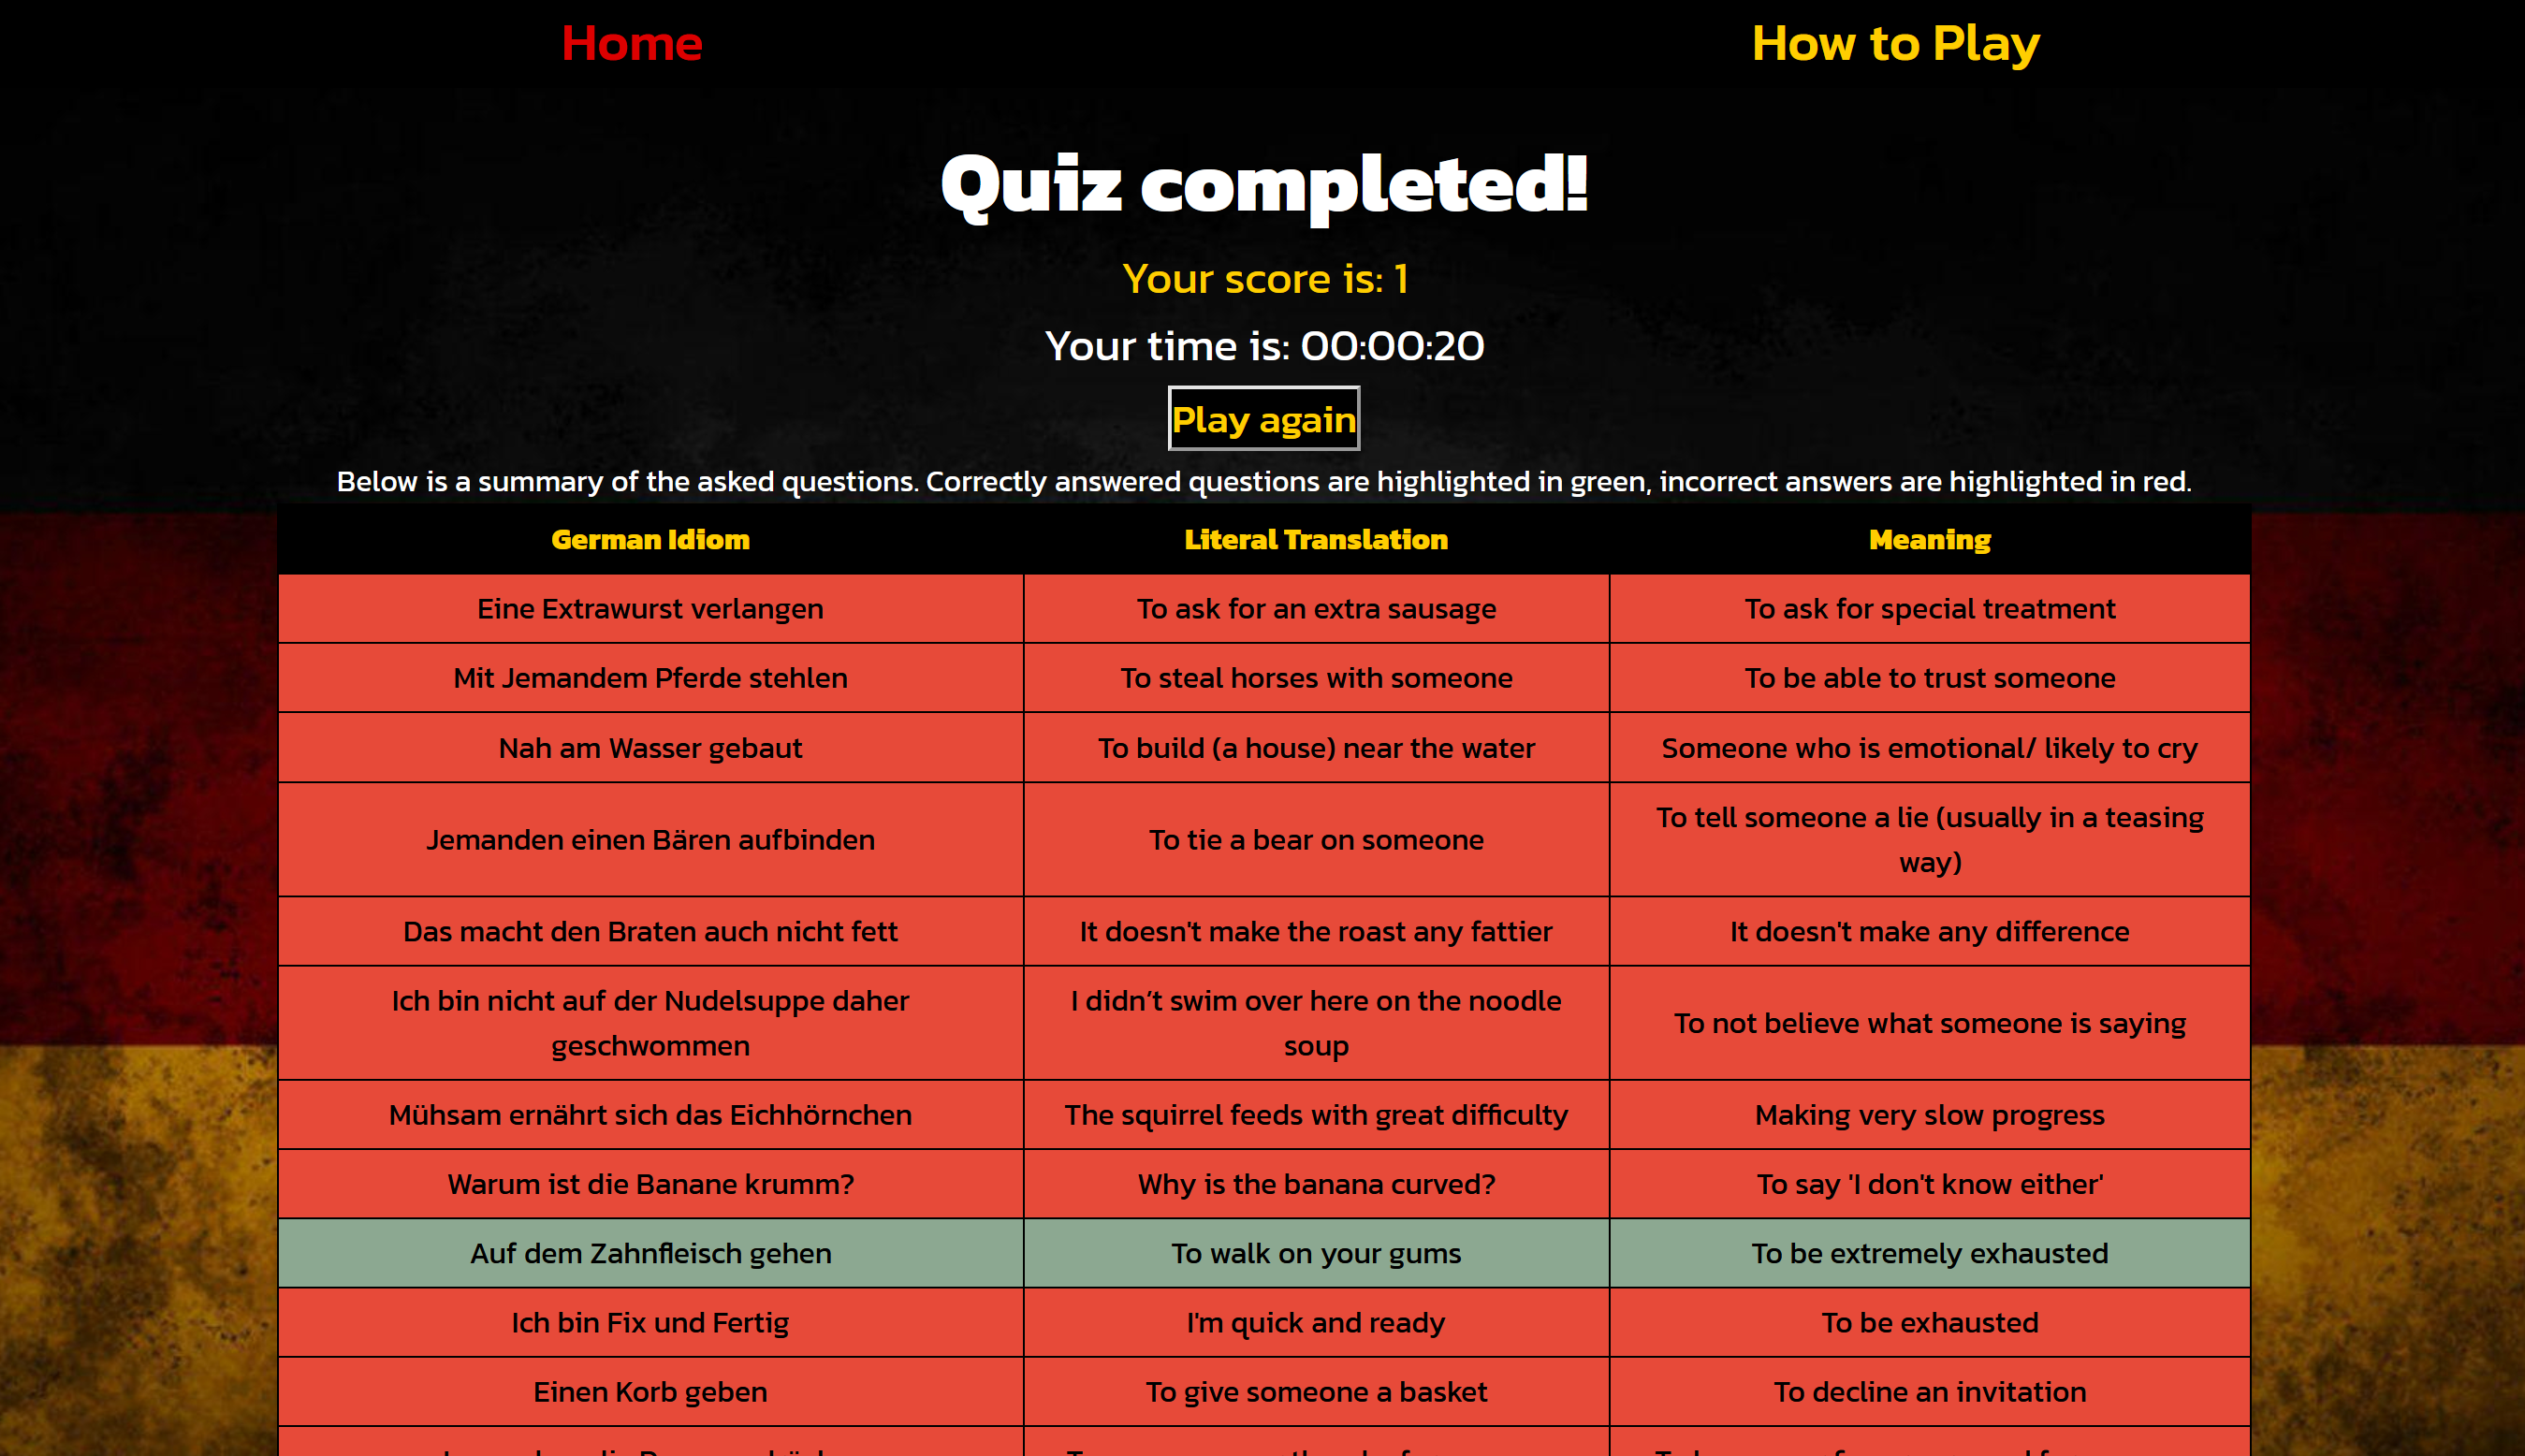 Home
How to Play
Quiz completed!
Your score is: 1
Your time is: 00:00:20
Play again
Below is a summary of the asked questions. Correctly answered questions are highlighted in green, incorrect answers are highlighted in red.
German Idiom
Literal Translation
Meaning
Eine Extrawurst verlangen
To ask for an extra sausage
To ask for special treatment
Mit Jemandem Pferde stehlen
To steal horses with someone
To be able to trust someone
Nah am Wasser gebaut
To build (a house) near the water
Someone who is emotional/ likely to cry
Jemanden einen Bären aufbinden
To tie a bear on someone
To tell someone a lie (usually in a teasing
way)
Das macht den Braten auch nicht fett
It doesn't make the roast any fattier
It doesn't make any difference
Ich bin nicht auf der Nudelsuppe daher
geschwommen
I didn’t swim over here on the noodle
soup
To not believe what someone is saying
Mühsam ernährt sich das Eichhörnchen
The squirrel feeds with great difficulty
Making very slow progress
Warum ist die Banane krumm?
Why is the banana curved?
To say 'I don't know either'
Auf dem Zahnfleisch gehen
To walk on your gums
To be extremely exhausted
Ich bin Fix und Fertig
I'm quick and ready
To be exhausted
Einen Korb geben
To give someone a basket
To decline an invitation